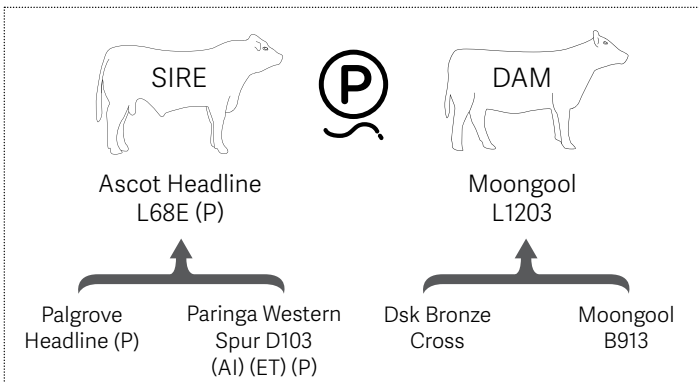 SIRE
P
DAM
Ascot Headline
L68E (P)
Moongool
L1203
Palgrove
Headline (P)
Paringa Western
Spur D103
(AI) (ET) (P)
Dsk Bronze
Cross
Moongool
B913